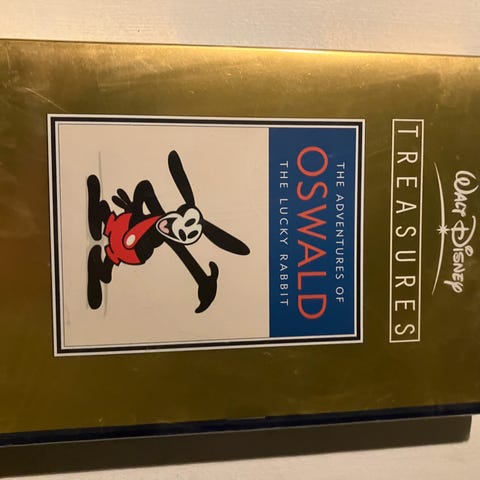 WALT DISNEY
TREASURES
THE ADVENTURES OF
OSWALD
THE LUCKY RABBIT